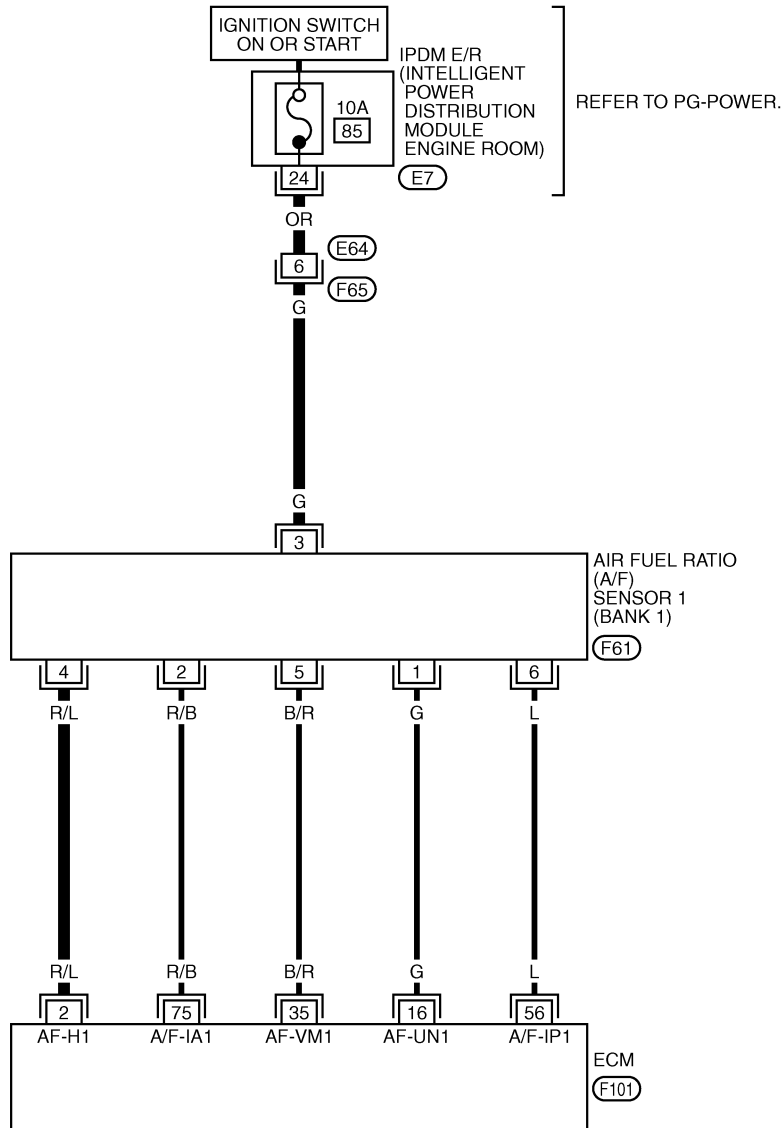 IGNITION SWITCH
ON OR START
IPDM E/R
(INTELLIGENT
POWER
DISTRIBUTION
MODULE
ENGINE ROOM)
REFER TO PG-POWER.
10A
85
24
E7
OR
E64
6
F65
G
G
3
AIR FUEL RATIO
(A/F)
SENSOR 1
(BANK 1)
F61
4 2 5 1 6
R/L R/B B/R G L
R/L R/B B/R G L
2 75 35 16 56
AF-H1 A/F-IA1 AF-VM1 AF-UN1 A/F-IP1
ECM
F101